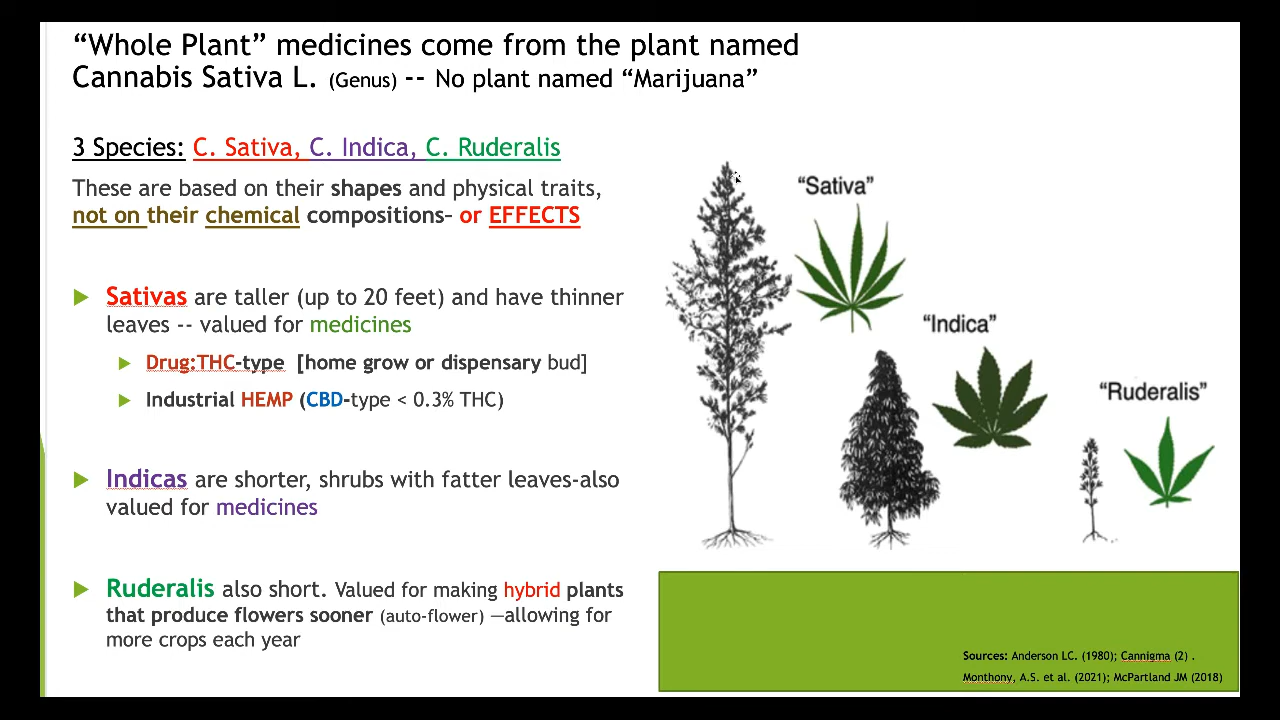 “Whole Plant” medicines come from the plant named
Cannabis Sativa L. (Genus) -- No plant named “Marijuana”
3 Species: C. Sativa, C. Indica, C. Ruderalis
These are based on their shapes and physical traits,
not on their chemical compositions– or EFFECTS
Sativas are taller (up to 20 feet) and have thinner
leaves -- valued for medicines
Drug:THC-type [home grow or dispensary bud]
Industrial HEMP (CBD-type < 0.3% THC)
Indicas are shorter, shrubs with fatter leaves-also
valued for medicines
Ruderalis also short. Valued for making hybrid plants
that produce flowers sooner (auto-flower) —allowing for
more crops each year
“Sativa”
“Indica”
“Ruderalis”
Sources: Anderson LC. (1980); Cannigma (2) .
Monthony, A.S. et al. (2021); McPartland JM (2018)